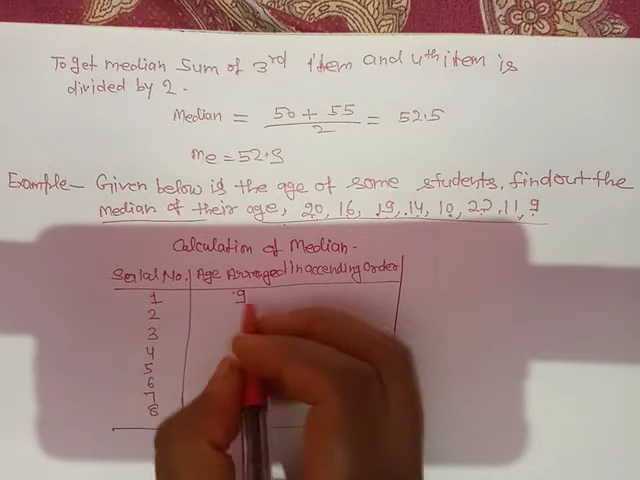 To get median Sum of 3rd item and 4th item is
divided by 2.
Median = 50 + 55 / 2 = 52.5
Me = 52.5
Example- Given below is the age of some students, find out the
Median of their age, 20, 16, 19, 14, 10, 22, 11, 9
Calculation of Median-
Serial No. Age Arranged In accending Order
1 9
2
3
4
5
6
7
8